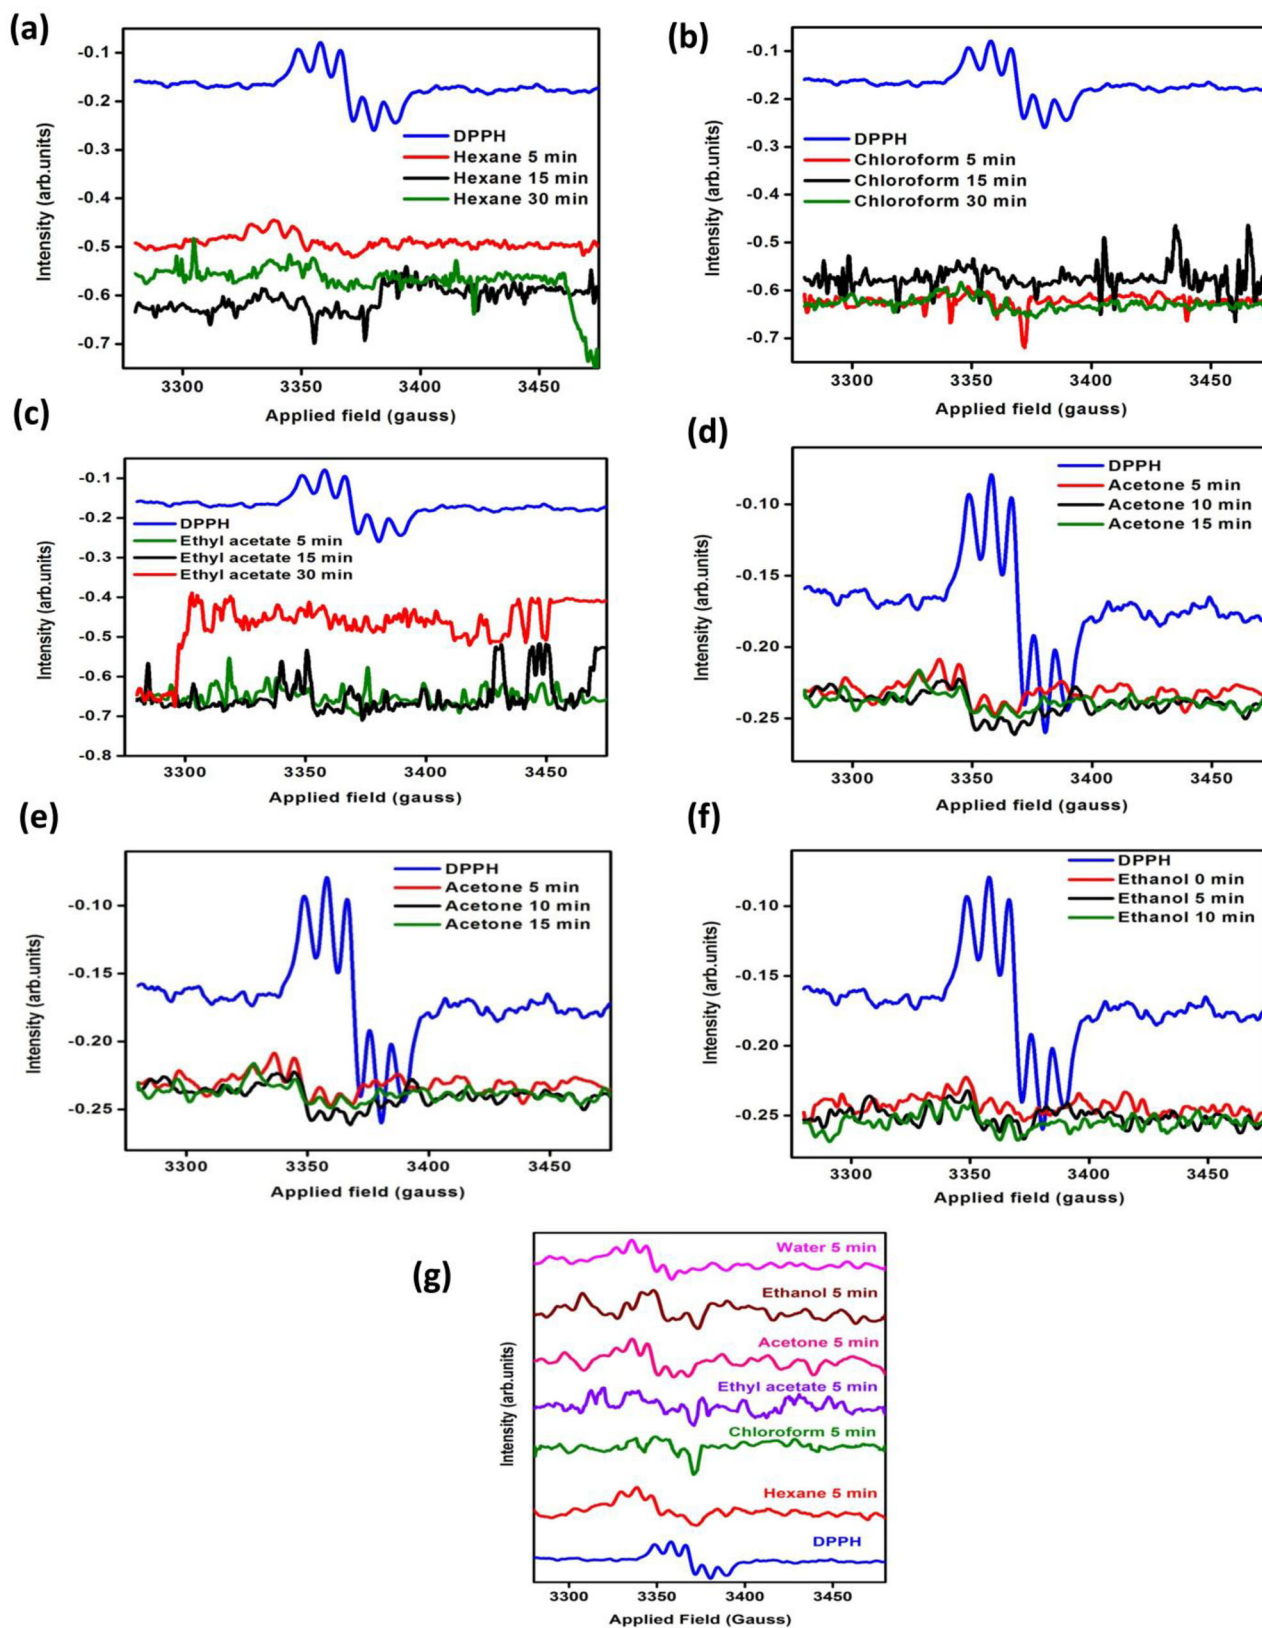 (a)
-0.1
-0.2
-0.3
-0.4
-0.5
-0.6
-0.7
Intensity (arb.units)
DPPH
Hexane 5 min
Hexane 15 min
Hexane 30 min
3300 3350 3400 3450
Applied field (gauss)
(b)
-0.1
-0.2
-0.3
-0.4
-0.5
-0.6
-0.7
Intensity (arb.units)
DPPH
Chloroform 5 min
Chloroform 15 min
Chloroform 30 min
3300 3350 3400 3450
Applied field (gauss)
(c)
-0.1
-0.2
-0.3
-0.4
-0.5
-0.6
-0.7
-0.8
Intensity (arb.units)
DPPH
Ethyl acetate 5 min
Ethyl acetate 15 min
Ethyl acetate 30 min
3300 3350 3400 3450
Applied field (gauss)
(d)
-0.10
-0.15
-0.20
-0.25
Intensity (arb.units)
DPPH
Acetone 5 min
Acetone 10 min
Acetone 15 min
3300 3350 3400 3450
Applied field (gauss)
(e)
-0.10
-0.15
-0.20
-0.25
Intensity (arb.units)
DPPH
Acetone 5 min
Acetone 10 min
Acetone 15 min
3300 3350 3400 3450
Applied field (gauss)
(f)
-0.10
-0.15
-0.20
-0.25
Intensity (arb.units)
DPPH
Ethanol 0 min
Ethanol 5 min
Ethanol 10 min
3300 3350 3400 3450
Applied field (gauss)
(g)
Intensity (arb.units)
Water 5 min
Ethanol 5 min
Acetone 5 min
Ethyl acetate 5 min
Chloroform 5 min
Hexane 5 min
DPPH
3300 3350 3400 3450
Applied Field (Gauss)